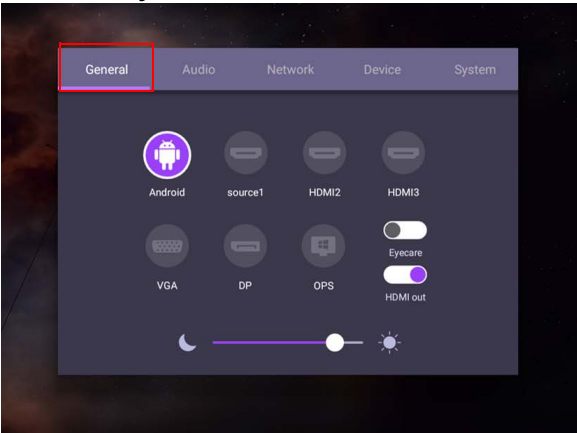 General Audio Network Device System
Android source1 HDMI2 HDMI3
Eyecare
VGA DP OPS
HDMI out